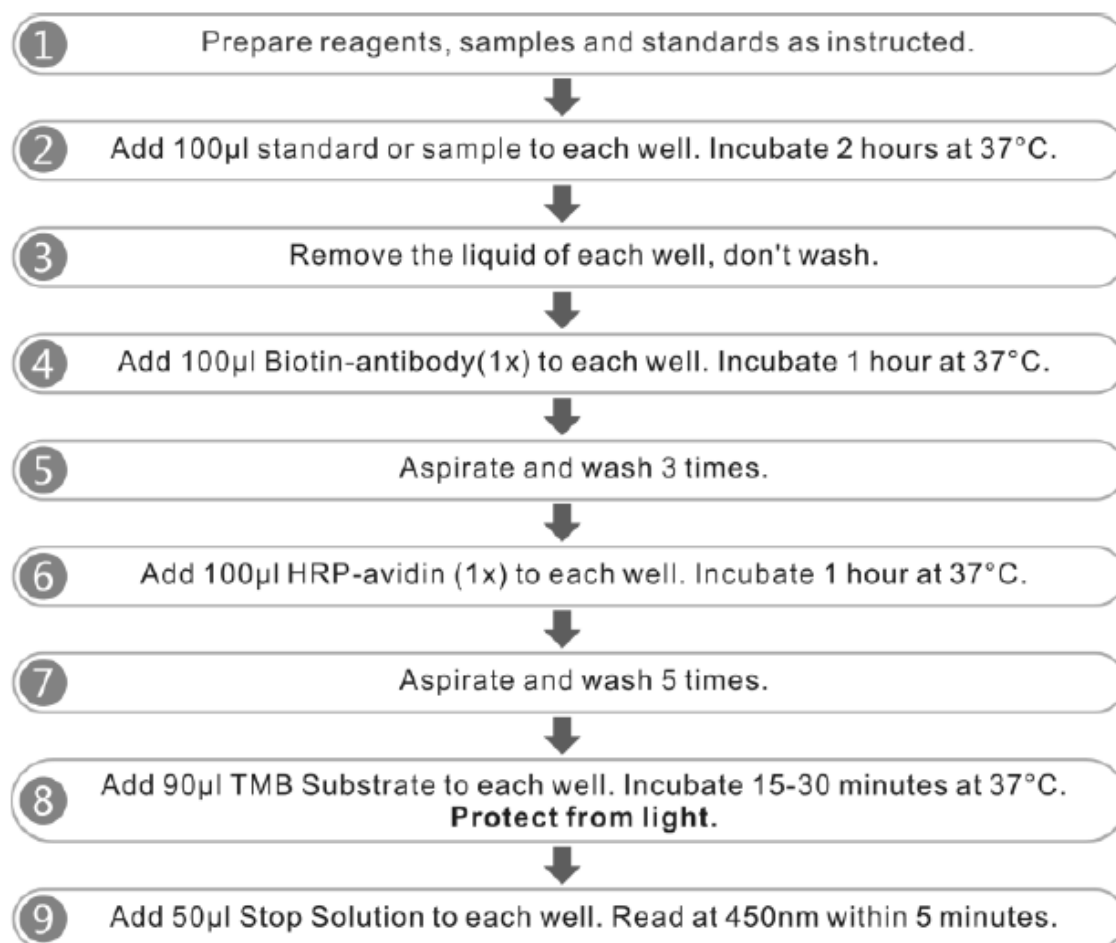 1 Prepare reagents, samples and standards as instructed.
2 Add 100μl standard or sample to each well. Incubate 2 hours at 37°C.
3 Remove the liquid of each well, don't wash.
4 Add 100μl Biotin-antibody(1x) to each well. Incubate 1 hour at 37°C.
5 Aspirate and wash 3 times.
6 Add 100μl HRP-avidin (1x) to each well. Incubate 1 hour at 37°C.
7 Aspirate and wash 5 times.
8 Add 90μl TMB Substrate to each well. Incubate 15-30 minutes at 37°C.
Protect from light.
9 Add 50μl Stop Solution to each well. Read at 450nm within 5 minutes.